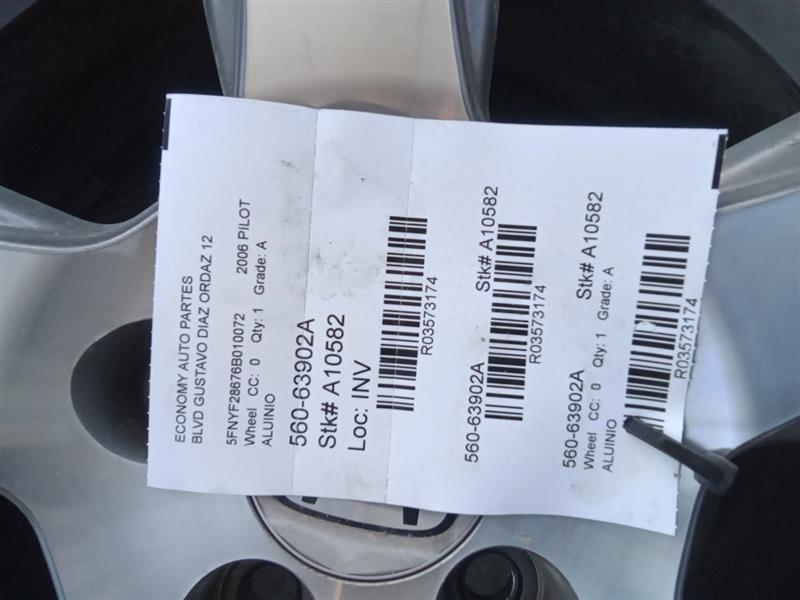 ECONOMY AUTO PARTES
BLVD GUSTAVO DIAZ ORDAZ 12
5FNYF28676B010072 2006 PILOT
Wheel CC: 0 Qty: 1 Grade: A
ALUINIO
560-63902A
Stk# A10582
Loc: INV
R03573174
560-63902A Stk# A10582
R03573174
560-63902A Stk# A10582
Wheel CC: 0 Qty: 1 Grade: A
ALUINIO
R03573174